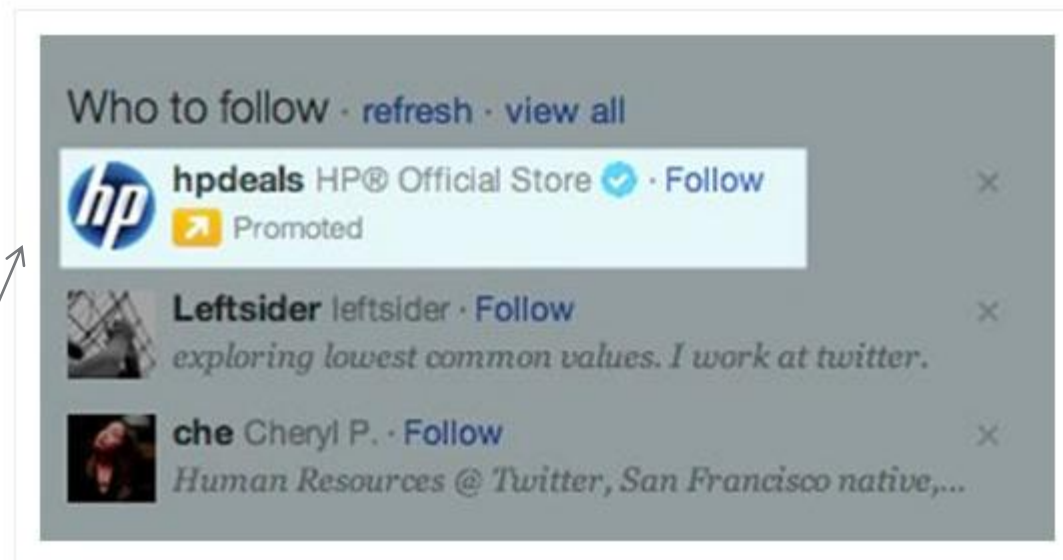 Who to follow · refresh · view all
hp
hpdeals HP® Official Store · Follow
Promoted
Leftsider leftsider · Follow
exploring lowest common values. I work at twitter.
che Cheryl P. · Follow
Human Resources @ Twitter, San Francisco native,...